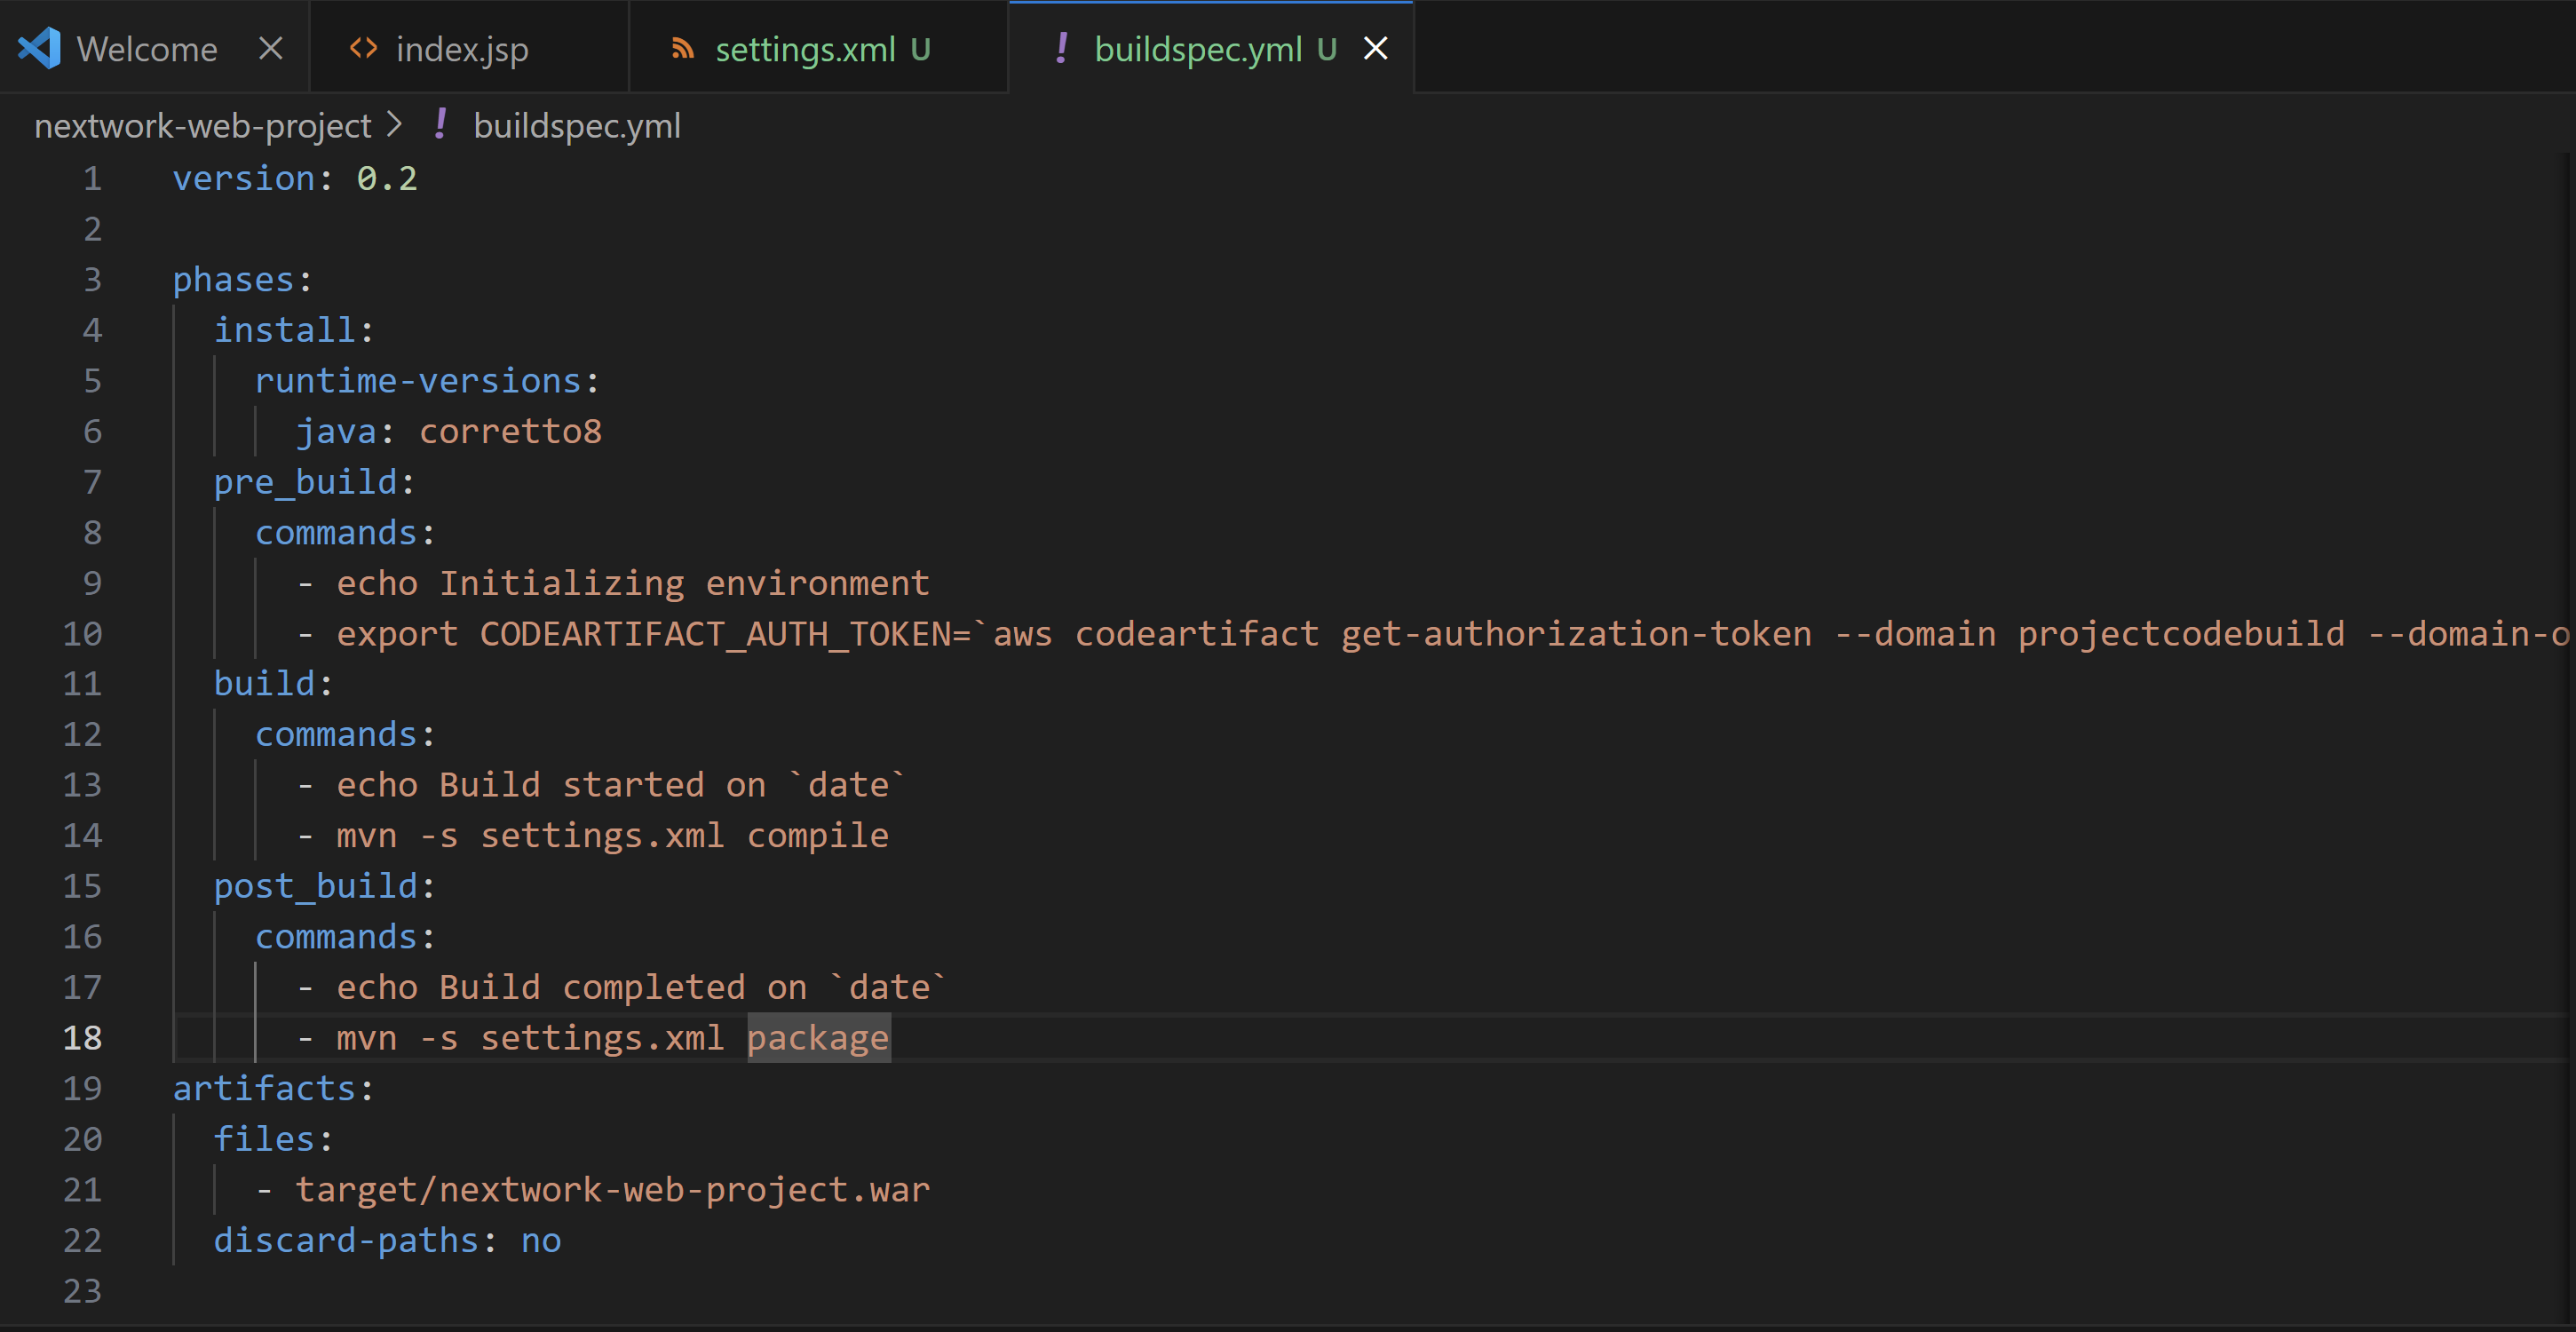 Welcome index.jsp settings.xml U buildspec.yml U
nextwork-web-project > ! buildspec.yml
1 version: 0.2
2
3 phases:
4   install:
5     runtime-versions:
6       java: corretto8
7   pre_build:
8     commands:
9       - echo Initializing environment
10       - export CODEARTIFACT_AUTH_TOKEN=`aws codeartifact get-authorization-token --domain projectcodebuild --domain-o
11   build:
12     commands:
13       - echo Build started on `date`
14       - mvn -s settings.xml compile
15   post_build:
16     commands:
17       - echo Build completed on `date`
18       - mvn -s settings.xml package
19 artifacts:
20   files:
21     - target/nextwork-web-project.war
22   discard-paths: no
23